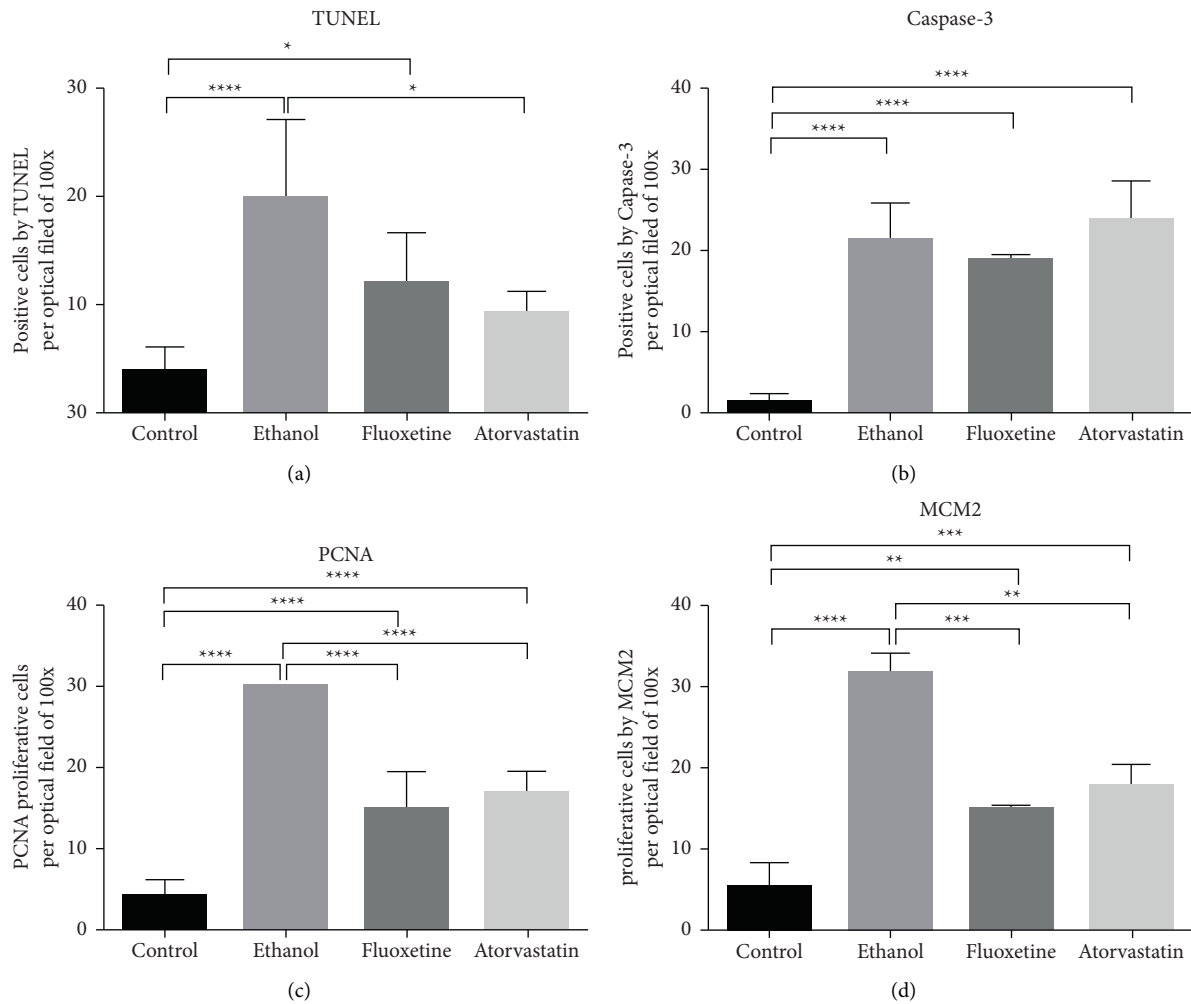 TUNEL
*
****
*
30
20
10
30
Positive cells by TUNEL
per optical filed of 100x
Control
Ethanol
Fluoxetine
Atorvastatin
(a)
Caspase-3
****
****
****
40
30
20
10
0
Positive cells by Capase-3
per optical filed of 100x
Control
Ethanol
Fluoxetine
Atorvastatin
(b)
PCNA
****
****
****
****
****
40
30
20
10
0
PCNA proliferative cells
per optical field of 100x
Control
Ethanol
Fluoxetine
Atorvastatin
(c)
MCM2
***
**
**
****
***
40
30
20
10
0
proliferative cells by MCM2
per optical field of 100x
Control
Ethanol
Fluoxetine
Atorvastatin
(d)